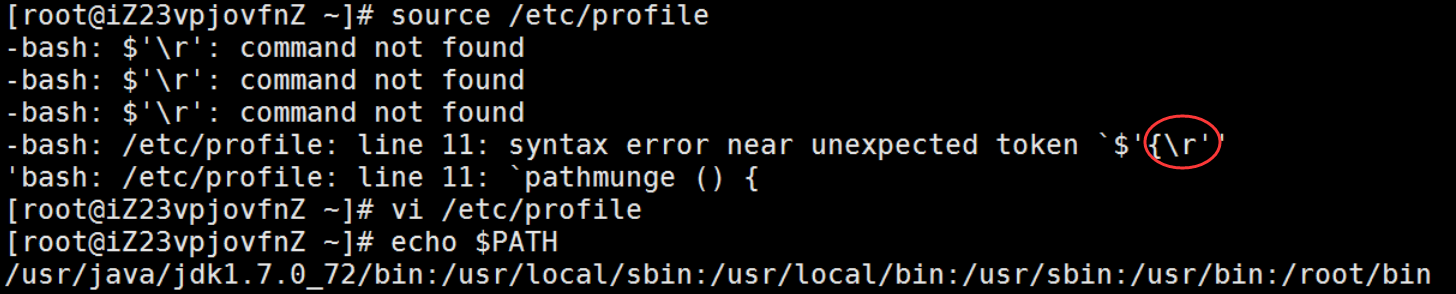 [root@iZ23vpjovfnZ ~]# source /etc/profile
-bash: $'\r': command not found
-bash: $'\r': command not found
-bash: $'\r': command not found
-bash: /etc/profile: line 11: syntax error near unexpected token `$'{\r''
'bash: /etc/profile: line 11: `pathmunge () {
[root@iZ23vpjovfnZ ~]# vi /etc/profile
[root@iZ23vpjovfnZ ~]# echo $PATH
/usr/java/jdk1.7.0_72/bin:/usr/local/sbin:/usr/local/bin:/usr/sbin:/usr/bin:/root/bin